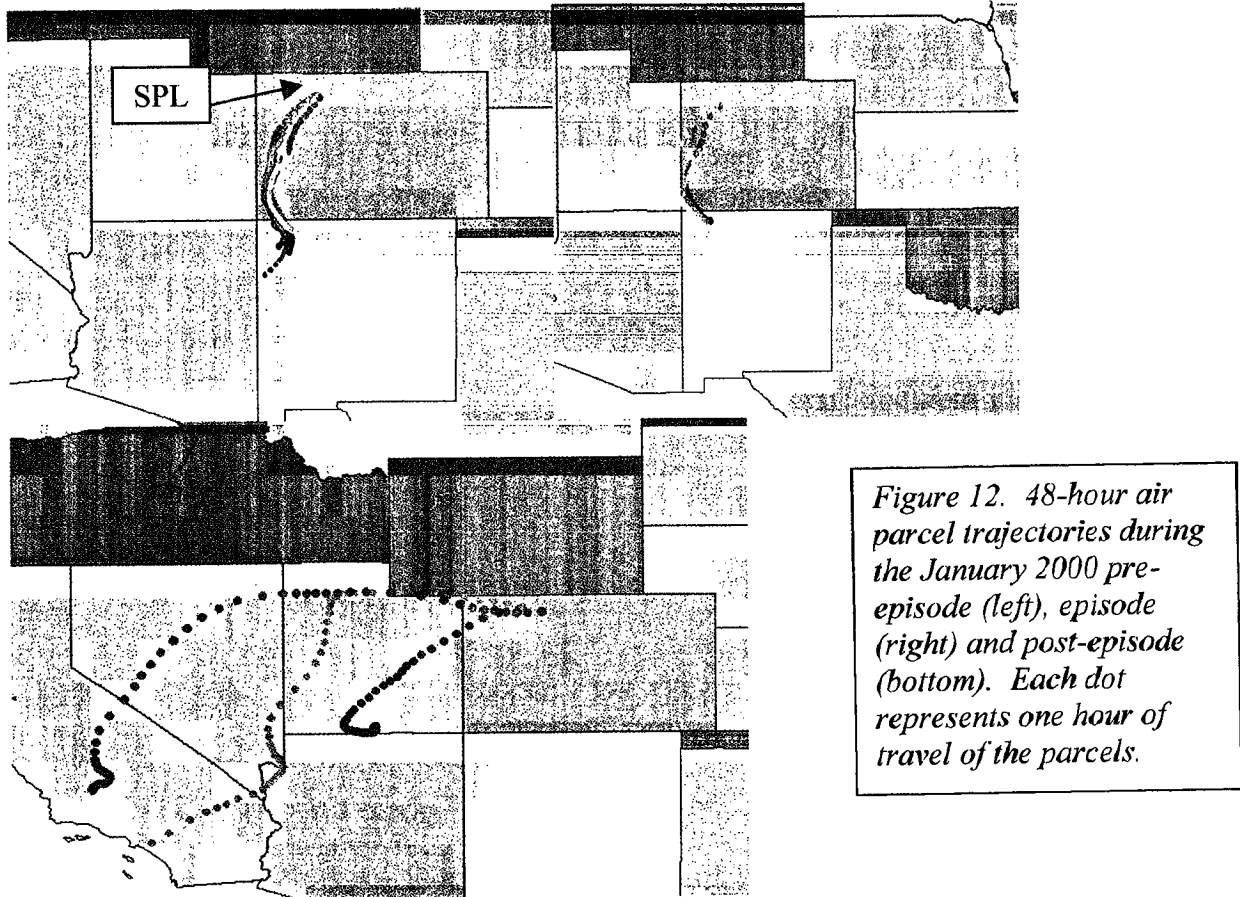 SPL
Figure 12. 48-hour air
parcel trajectories during
the January 2000 pre-
episode (left), episode
(right) and post-episode
(bottom). Each dot
represents one hour of
travel of the parcels.